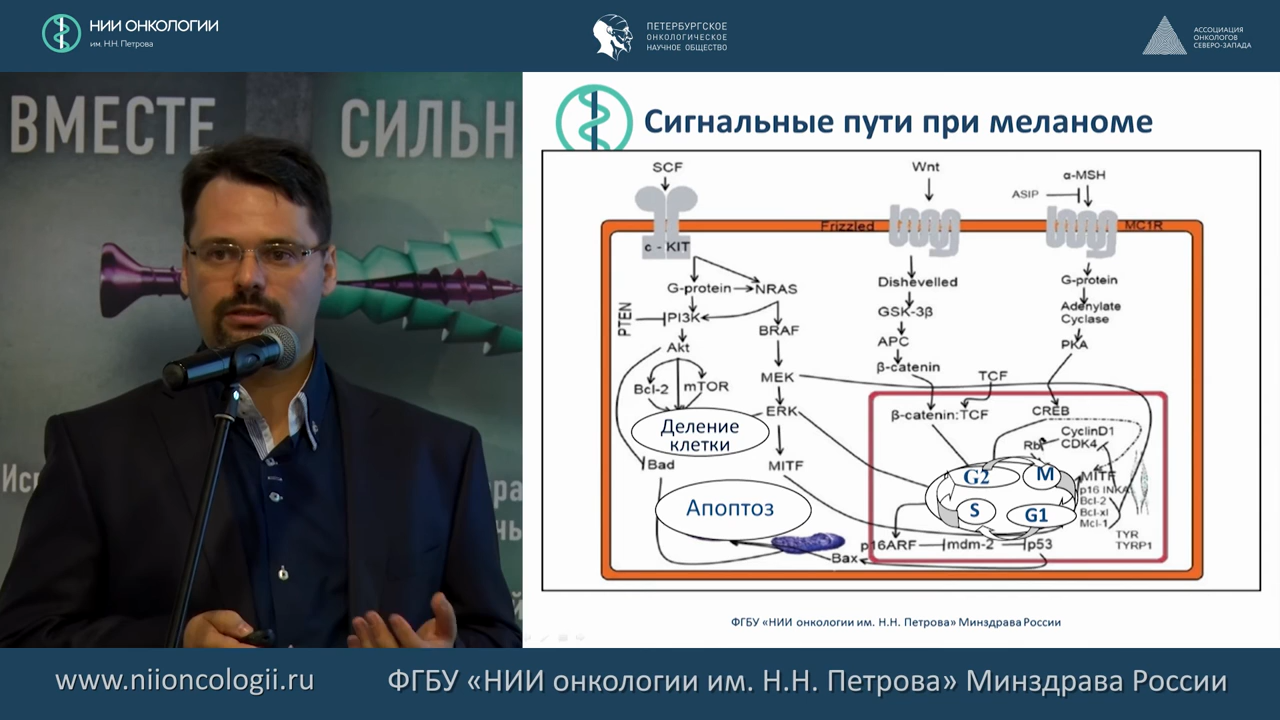 НИИ ОНКОЛОГИИ
им. Н.Н. Петрова
ПЕТЕРБУРГСКОЕ
ОНКОЛОГИЧЕСКОЕ
НАУЧНОЕ ОБЩЕСТВО
АССОЦИАЦИЯ
ОНКОЛОГОВ
СЕВЕРО-ЗАПАДА
ВМЕСТЕ
СИЛЬН
Сигнальные пути при меланоме
SCF
Wnt
α-MSH
ASIP
Frizzled
MC1R
c - KIT
G-protein
NRAS
Dishevelled
G-protein
PTEN
PI3K
GSK-3β
Adenylate
Cyclase
BRAF
Akt
APC
PKA
β-catenin
Bcl-2
mTOR
MEK
TCF
ERK
β-catenin:TCF
CREB
Деление
клетки
CyclinD1
CDK4
Rb
Bad
MITF
G2
M
MITF
p16 INKA
Bcl-2
Bcl-xl
Mcl-1
Апоптоз
S
G1
TYR
TYRP1
p16ARF
mdm-2
p53
Bax
ФГБУ «НИИ онкологии им. Н.Н. Петрова» Минздрава России
www.niioncologii.ru
ФГБУ «НИИ онкологии им. Н.Н. Петрова» Минздрава России